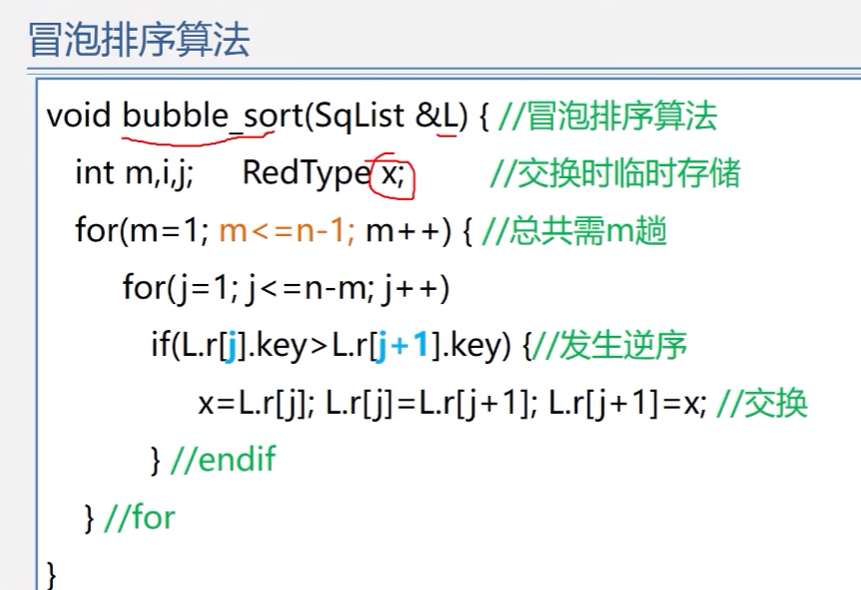 冒泡排序算法
void bubble_sort(SqList &L) { //冒泡排序算法
int m,i,j; RedType x; //交换时临时存储
for(m=1; m<=n-1; m++) { //总共需m趟
for(j=1; j<=n-m; j++)
if(L.r[j].key>L.r[j+1].key) {//发生逆序
x=L.r[j]; L.r[j]=L.r[j+1]; L.r[j+1]=x; //交换
} //endif
} //for
}